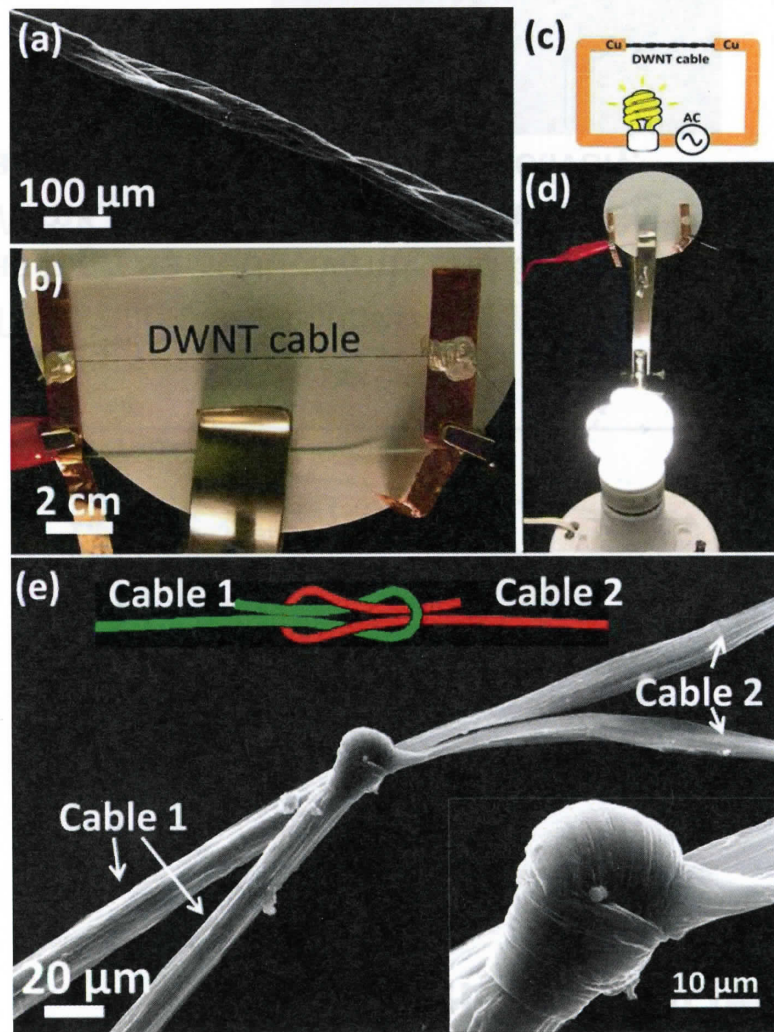 (a)
100 µm
(b)
DWNT cable
2 cm
(c)
Cu
Cu
DWNT cable
AC
(d)
(e)
Cable 1
Cable 2
Cable 2
Cable 1
20 µm
10 µm